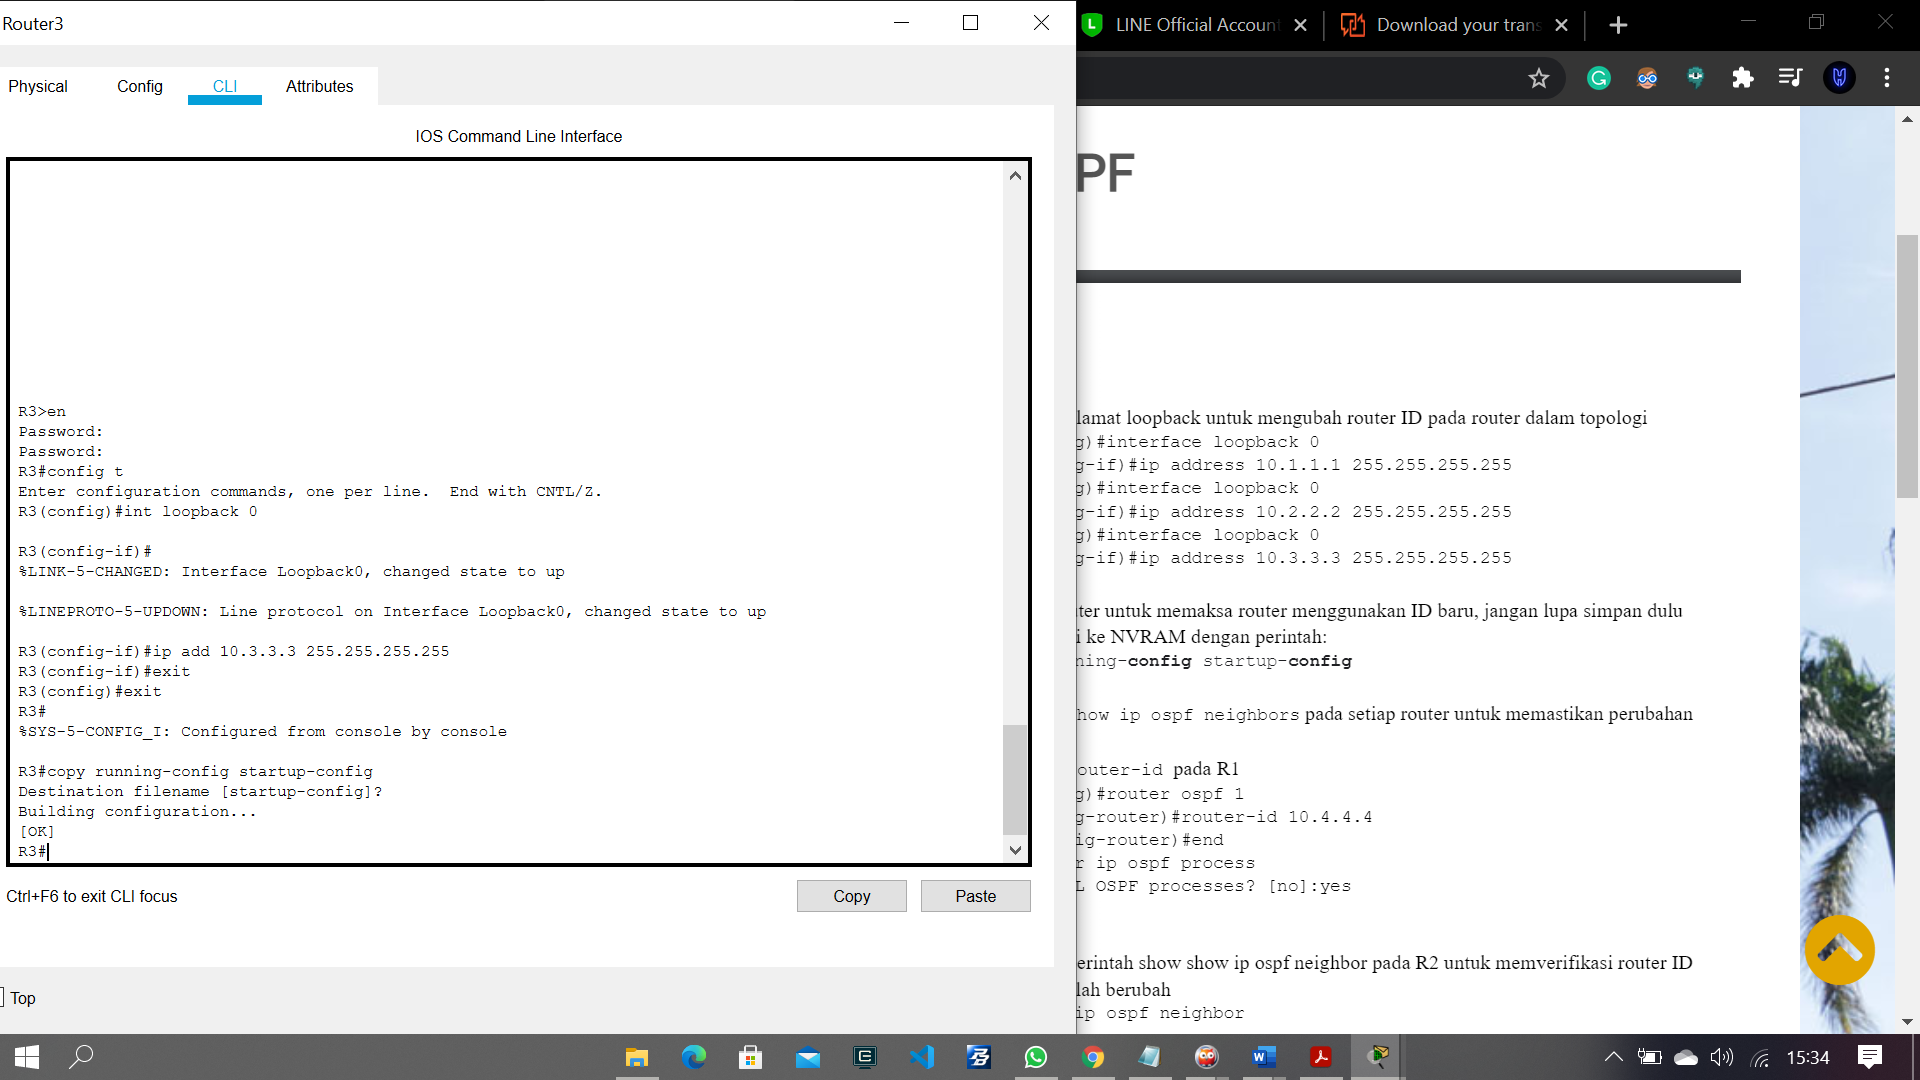 Router3
LINE Official Accoun
Download your trans
Physical
Config
CLI
Attributes
IOS Command Line Interface
R3>en
Password:
Password:
R3#config t
Enter configuration commands, one per line.  End with CNTL/Z.
R3(config)#int loopback 0
R3(config-if)#
%LINK-5-CHANGED: Interface Loopback0, changed state to up
%LINEPROTO-5-UPDOWN: Line protocol on Interface Loopback0, changed state to up
R3(config-if)#ip add 10.3.3.3 255.255.255.255
R3(config-if)#exit
R3(config)#exit
R3#
%SYS-5-CONFIG_I: Configured from console by console
R3#copy running-config startup-config
Destination filename [startup-config]?
Building configuration...
[OK]
R3#
Ctrl+F6 to exit CLI focus
Copy
Paste
Top
PF
lamat loopback untuk mengubah router ID pada router dalam topologi
g)#interface loopback 0
g-if)#ip address 10.1.1.1 255.255.255.255
g)#interface loopback 0
g-if)#ip address 10.2.2.2 255.255.255.255
g)#interface loopback 0
g-if)#ip address 10.3.3.3 255.255.255.255
ter untuk memaksa router menggunakan ID baru, jangan lupa simpan dulu
i ke NVRAM dengan perintah:
ning-config startup-config
how ip ospf neighbors pada setiap router untuk memastikan perubahan
outer-id pada R1
g)#router ospf 1
g-router)#router-id 10.4.4.4
ig-router)#end
r ip ospf process
L OSPF processes? [no]:yes
erintah show show ip ospf neighbor pada R2 untuk memverifikasi router ID
lah berubah
ip ospf neighbor
15:34